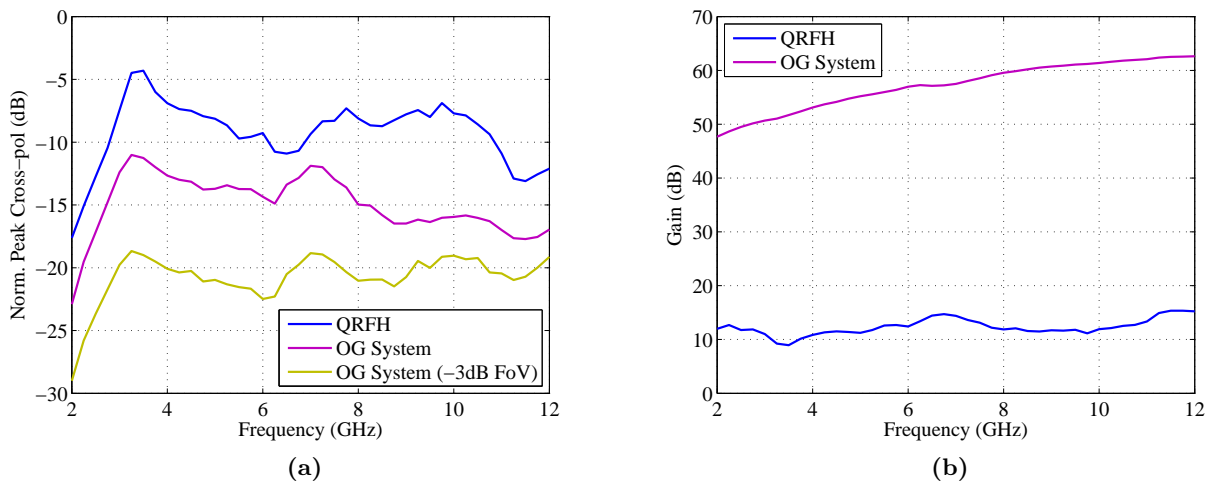 0
−5
−10
−15
−20
−25
−30
2
4
6
8
10
12
Norm. Peak Cross−pol (dB)
Frequency (GHz)
QRFH
OG System
OG System (−3dB FoV)
(a)
70
60
50
40
30
20
10
0
2
4
6
8
10
12
Gain (dB)
Frequency (GHz)
QRFH
OG System
(b)